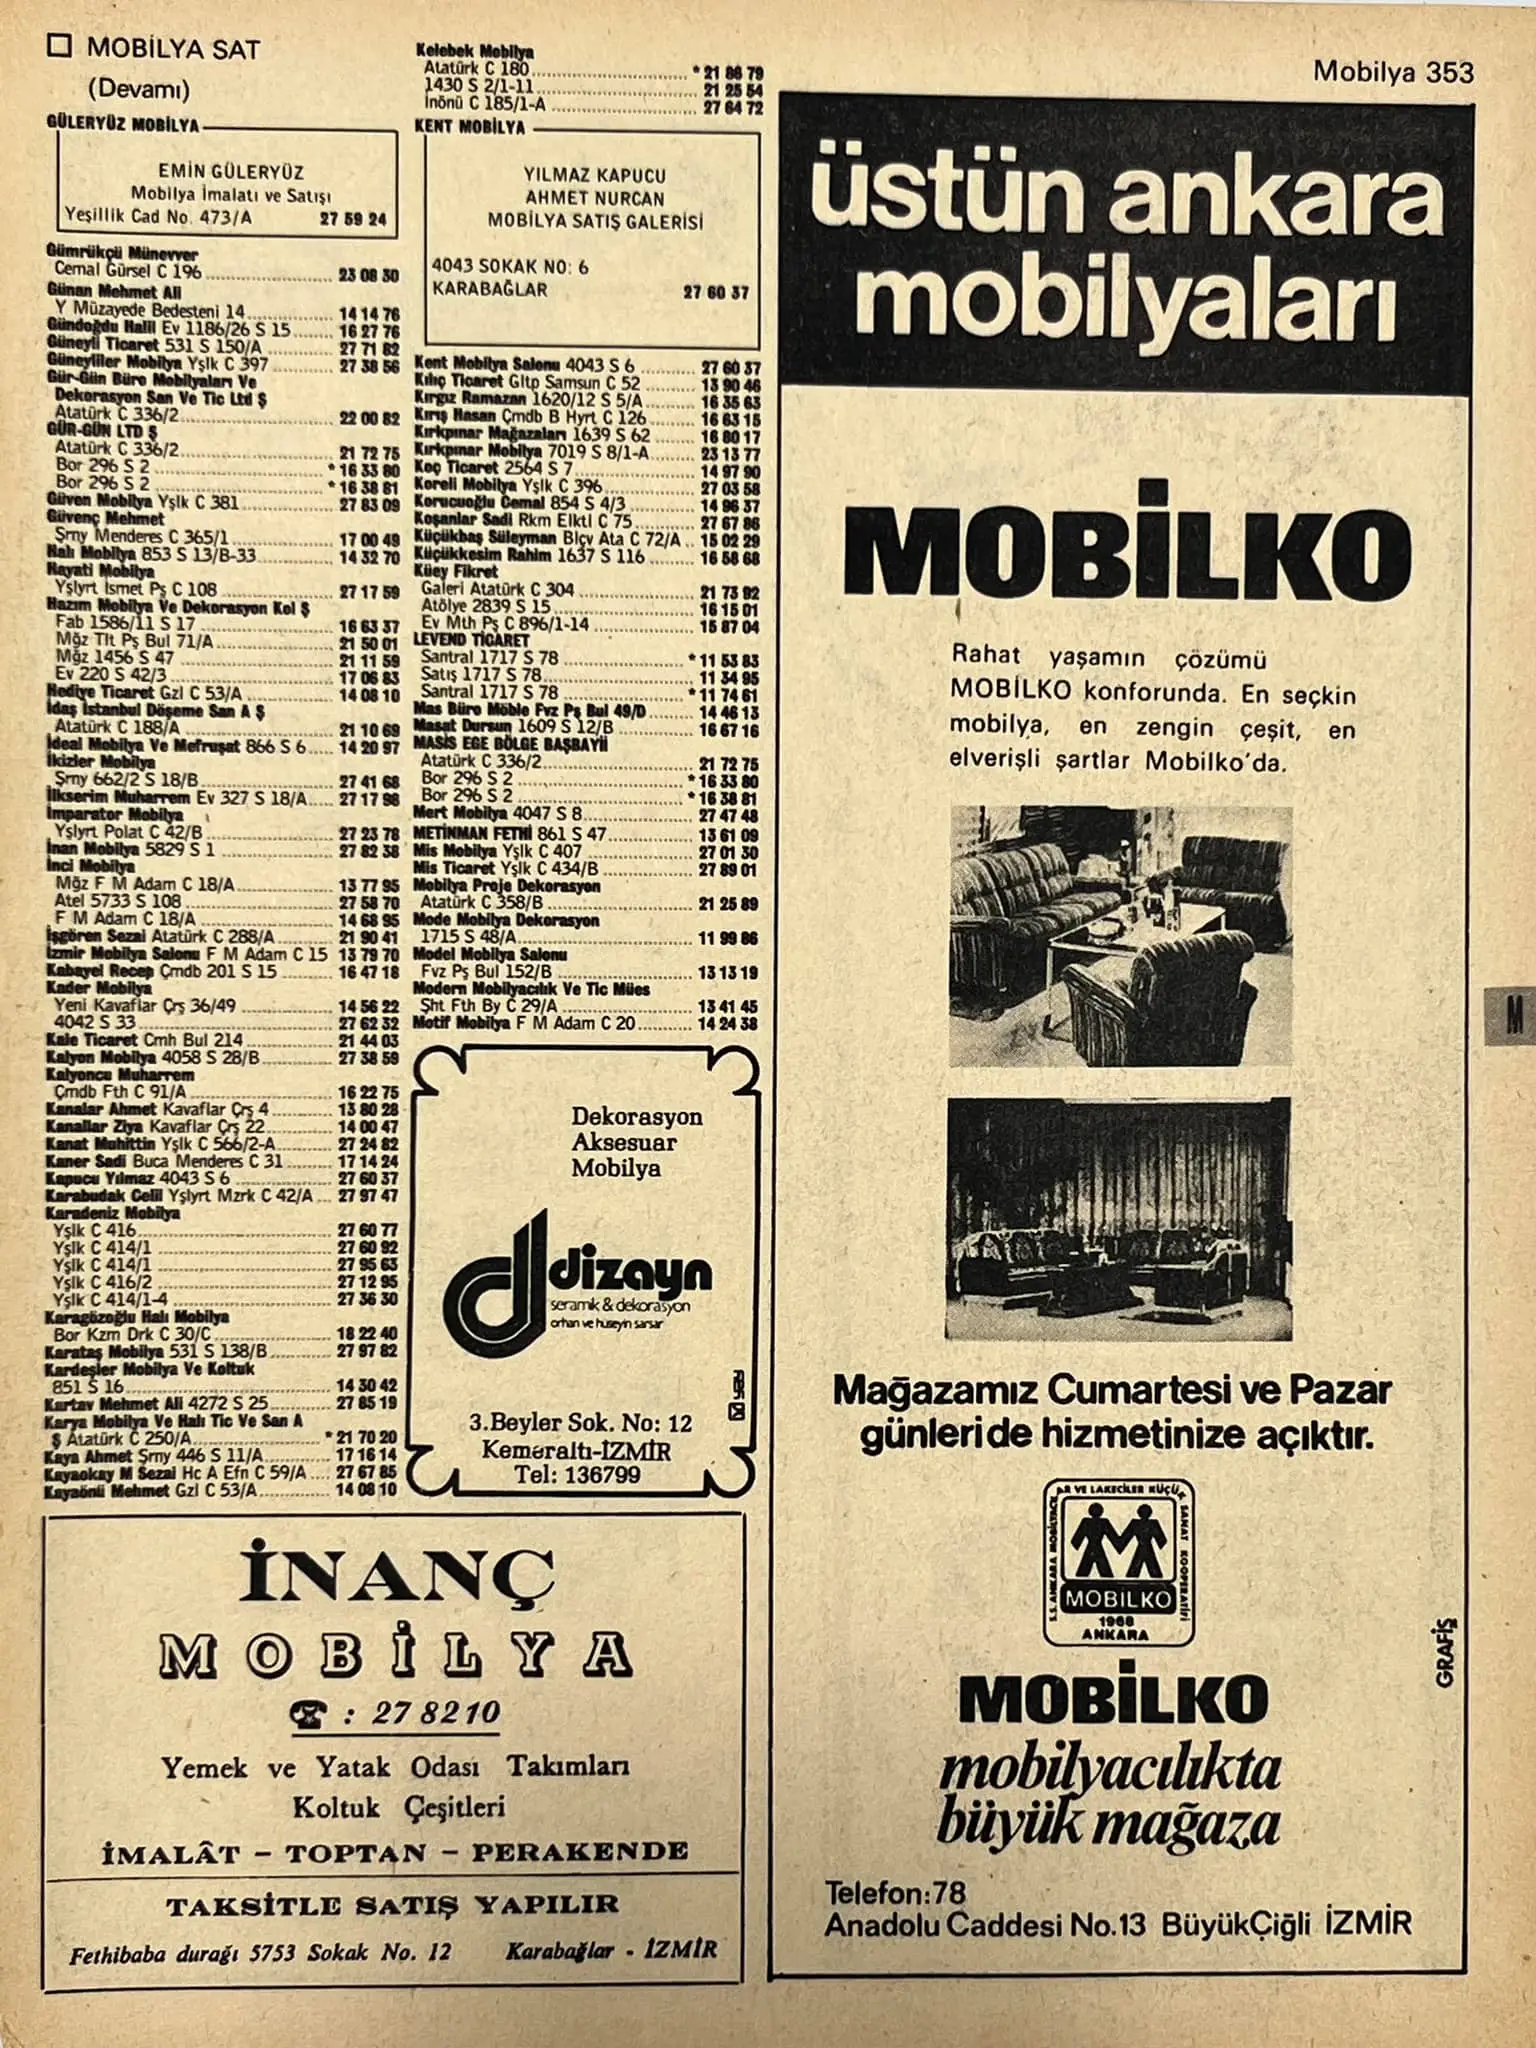 MOBİLYA SAT
(Devamı)
GÜLERYÜZ MOBİLYA
EMİN GÜLERYÜZ
Mobilya İmalatı ve Satışı
Yeşillik Cad No. 473/A 27 59 24
Gümrükçü Münevver
Cemal Gürsel C 196 23 08 30
Günan Mehmet Ali
Y Müzayede Bedesteni 14 14 14 76
Gündoğdu Halil Ev 1186/26 S 15 16 27 76
Güneyli Ticaret 531 S 150/A 27 71 82
Güneyliler Mobilya Yşlk C 397 27 38 56
Gür-Gün Büro Mobilyaları Ve
Dekorasyon San Ve Tic Ltd Ş
Atatürk C 336/2 22 00 82
GÜR-GÜN LTD Ş
Atatürk C 336/2 21 72 75
Bor 296 S 2 *16 33 80
Bor 296 S 2 *16 38 81
Güven Mobilya Yşlk C 381 27 83 09
Güvenç Mehmet
Şrny Menderes C 365/1 17 00 49
Halı Mobilya 853 S 13/B-33 14 32 70
Hayati Mobilya
Yşlyrt İsmet Pş C 108 27 17 59
Hazım Mobilya Ve Dekorasyon Kol Ş
Fab 1586/11 S 17 16 63 37
Mğz Tlt Pş Bul 71/A 21 50 01
Mğz 1456 S 47 21 11 59
Ev 220 S 42/3 17 06 83
Hediye Ticaret Gzl C 53/A 14 08 10
İdaş İstanbul Döşeme San A Ş
Atatürk C 188/A 21 10 69
İdeal Mobilya Ve Mefruşat 866 S 6 14 20 97
İkizler Mobilya
Şrny 662/2 S 18/B 27 41 68
İlkserim Muharrem Ev 327 S 18/A 27 17 98
İmparator Mobilya
Yşlyrt Polat C 42/B 27 23 78
İnan Mobilya 5829 S 1 27 82 38
İnci Mobilya
Mğz F M Adam C 18/A 13 77 95
Atel 5733 S 108 27 58 70
F M Adam C 18/A 14 68 95
İşgören Sezai Atatürk C 288/A 21 90 41
İzmir Mobilya Salonu F M Adam C 15 13 79 70
Kabayel Recep Çmdb 201 S 15 16 47 18
Kader Mobilya
Yeni Kavaflar Çrş 36/49 14 56 22
4042 S 33 27 62 32
Kale Ticaret Cmh Bul 214 21 44 03
Kalyon Mobilya 4058 S 28/B 27 38 59
Kalyoncu Muharrem
Çmdb Fth C 91/A 16 22 75
Kanalar Ahmet Kavaflar Çrş 4 13 80 28
Kanallar Ziya Kavaflar Çrş 22 14 00 47
Kanat Muhittin Yşlk C 566/2-A 27 24 82
Kaner Sadi Buca Menderes C 31 17 14 24
Kapucu Yılmaz 4043 S 6 27 60 37
Karabudak Celil Yşlyrt Mzrk C 42/A 27 97 47
Karadeniz Mobilya
Yşlk C 416 27 60 77
Yşlk C 414/1 27 60 92
Yşlk C 414/1 27 95 63
Yşlk C 416/2 27 12 95
Yşlk C 414/1-4 27 36 30
Karagözoğlu Halı Mobilya
Bor Kzm Drk C 30/C 18 22 40
Karataş Mobilya 531 S 138/B 27 97 82
Kardeşler Mobilya Ve Koltuk
851 S 16 14 30 42
Kartav Mehmet Ali 4272 S 25 27 85 19
Karya Mobilya Ve Halı Tic Ve San A
Ş Atatürk C 250/A *21 70 20
Kaya Ahmet Şrny 446 S 11/A 17 16 14
Kayaokay M Sezai Hc A Efn C 59/A 27 67 85
Kayaönü Mehmet Gzl C 53/A 14 08 10
Kelebek Mobilya
Atatürk C 180 *21 86 79
1430 S 2/1-11 21 25 54
İnönü C 185/1-A 27 64 72
KENT MOBİLYA
YILMAZ KAPUCU
AHMET NURCAN
MOBİLYA SATIŞ GALERİSİ
4043 SOKAK NO: 6
KARABAĞLAR 27 60 37
Kent Mobilya Salonu 4043 S 6 27 60 37
Kılıç Ticaret Gltp Samsun C 52 13 90 46
Kırgız Ramazan 1620/12 S 5/A 16 35 63
Kırış Hasan Çmdb B Hyrt C 126 16 63 15
Kırkpınar Mağazaları 1639 S 62 16 80 17
Kırkpınar Mobilya 7019 S 8/1-A 23 13 77
Koç Ticaret 2564 S 7 14 97 90
Koreli Mobilya Yşlk C 396 27 03 58
Korucuoğlu Cemal 854 S 4/3 14 96 37
Koşanlar Sadi Rkm Elktl C 75 27 67 86
Küçükbaş Süleyman Blçv Ata C 72/A 15 02 29
Küçükkesim Rahim 1637 S 116 16 58 68
Küey Fikret
Galeri Atatürk C 304 21 73 92
Atölye 2839 S 15 16 15 01
Ev Mth Pş C 896/1-14 15 87 04
LEVEND TİCARET
Santral 1717 S 78 *11 53 83
Satış 1717 S 78 11 34 95
Santral 1717 S 78 *11 74 61
Mas Büro Möble Fvz Pş Bul 49/D 14 46 13
Masat Dursun 1609 S 12/B 16 67 16
MASİS EGE BÖLGE BAŞBAYİİ
Atatürk C 336/2 21 72 75
Bor 296 S 2 *16 33 80
Bor 296 S 2 *16 38 81
Mert Mobilya 4047 S 8 27 47 48
METİNMAN FETHİ 861 S 47 13 61 09
Mis Mobilya Yşlk C 407 27 01 30
Mis Ticaret Yşlk C 434/B 27 89 01
Mobilya Proje Dekorasyon
Atatürk C 358/B 21 25 89
Mode Mobilya Dekorasyon
1715 S 48/A 11 99 86
Model Mobilya Salonu
Fvz Pş Bul 152/B 13 13 19
Modern Mobilyacılık Ve Tic Mües
Şht Fth By C 29/A 13 41 45
Motif Mobilya F M Adam C 20 14 24 38
Dekorasyon
Aksesuar
Mobilya
dizayn
seramik & dekorasyon
orhan ve hüseyin sarsar
3.Beyler Sok. No: 12
Kemeraltı-İZMİR
Tel: 136799
İNANÇ
MOBİLYA
: 27 82 10
Yemek ve Yatak Odası Takımları
Koltuk Çeşitleri
İMALÂT – TOPTAN – PERAKENDE
TAKSİTLE SATIŞ YAPILIR
Fethibaba durağı 5753 Sokak No. 12 Karabağlar - İZMİR
Mobilya 353
üstün ankara
mobilyaları
MOBİLKO
Rahat yaşamın çözümü
MOBİLKO konforunda. En seçkin
mobilya, en zengin çeşit, en
elverişli şartlar Mobilko'da.
M
Mağazamız Cumartesi ve Pazar
günleri de hizmetinize açıktır.
S.S. ANKARA MOBİLYACILAR VE LAKECİLER KÜÇÜK SANAT KOOPERATİFİ
MOBİLKO
1968
ANKARA
GRAFİŞ
MOBİLKO
mobilyacılıkta
büyük mağaza
Telefon:78
Anadolu Caddesi No.13 BüyükÇiğli İZMİR